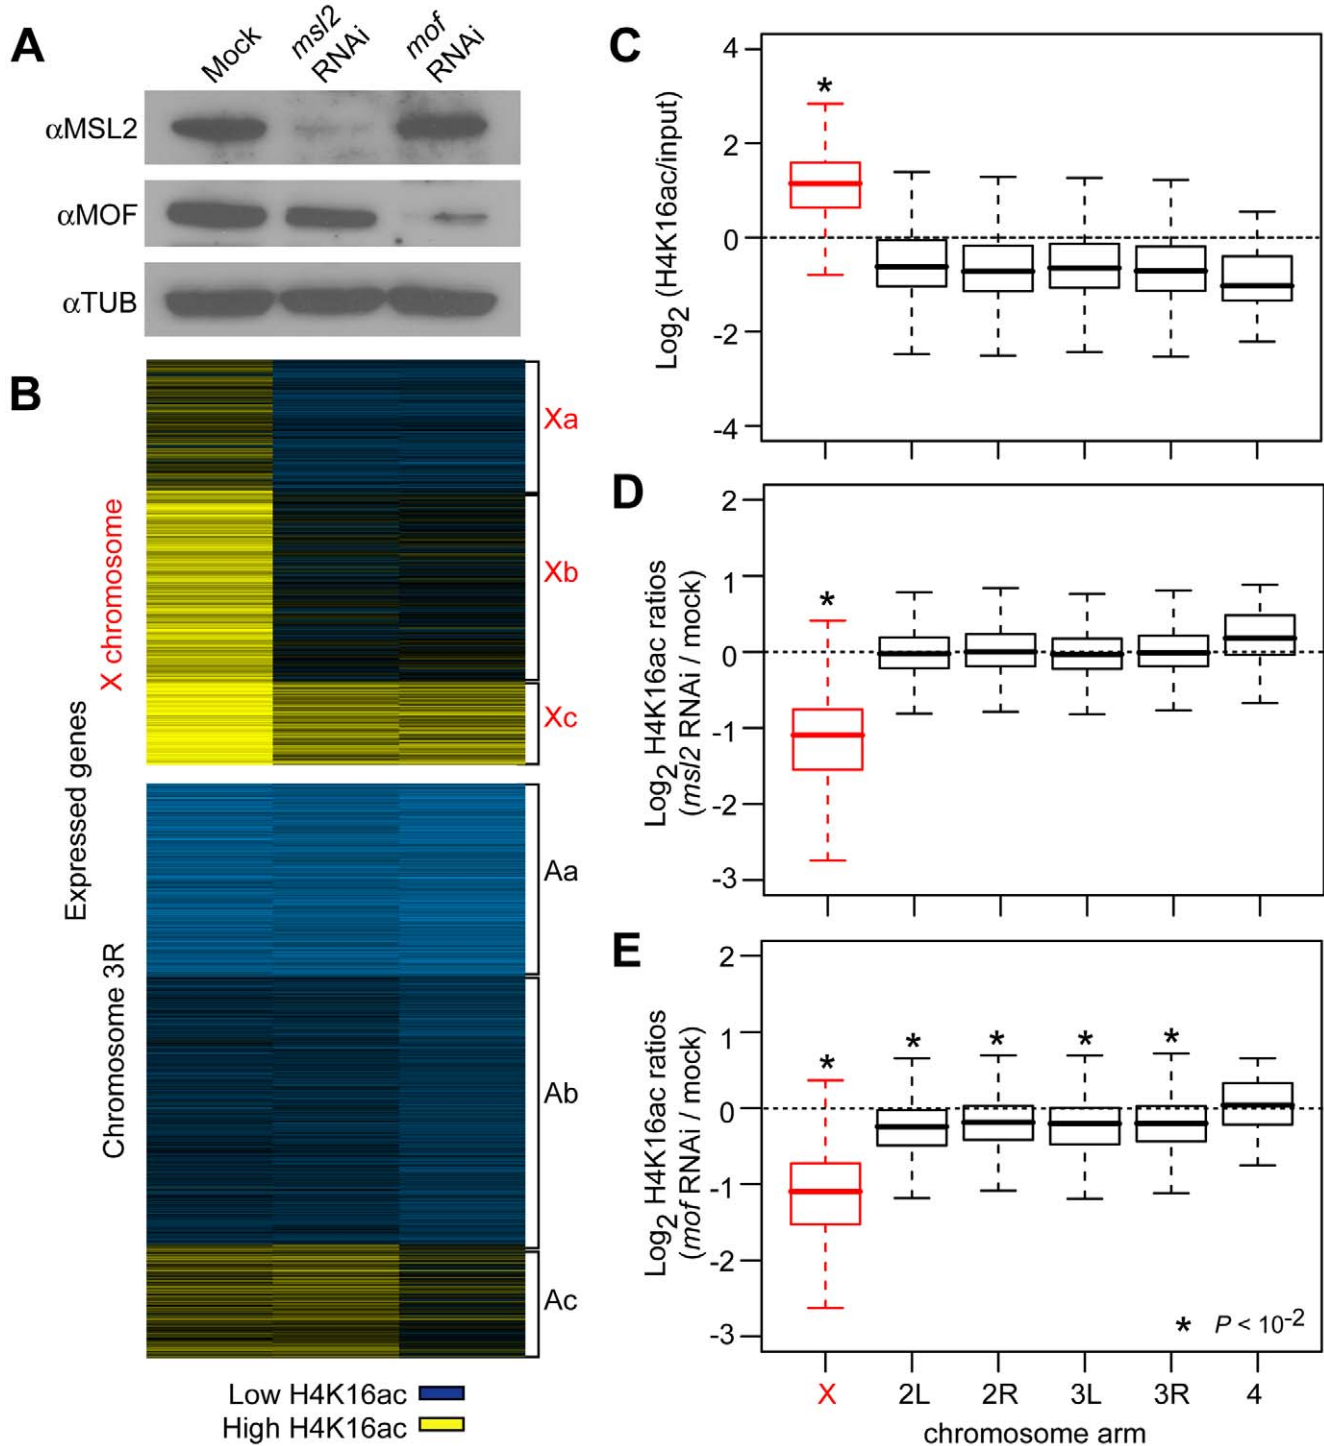 A
Mock
msl2
RNAi
mof
RNAi
αMSL2
αMOF
αTUB
B
X chromosome
Expressed genes
Chromosome 3R
Xa
Xb
Xc
Aa
Ab
Ac
Low H4K16ac
High H4K16ac
C
Log2 (H4K16ac/input)
4
2
0
-2
-4
*
D
Log2 H4K16ac ratios
(msl2 RNAi / mock)
2
1
0
-1
-2
-3
*
E
Log2 H4K16ac ratios
(mof RNAi / mock)
2
1
0
-1
-2
-3
* * * * *
* P < 10-2
X 2L 2R 3L 3R 4
chromosome arm